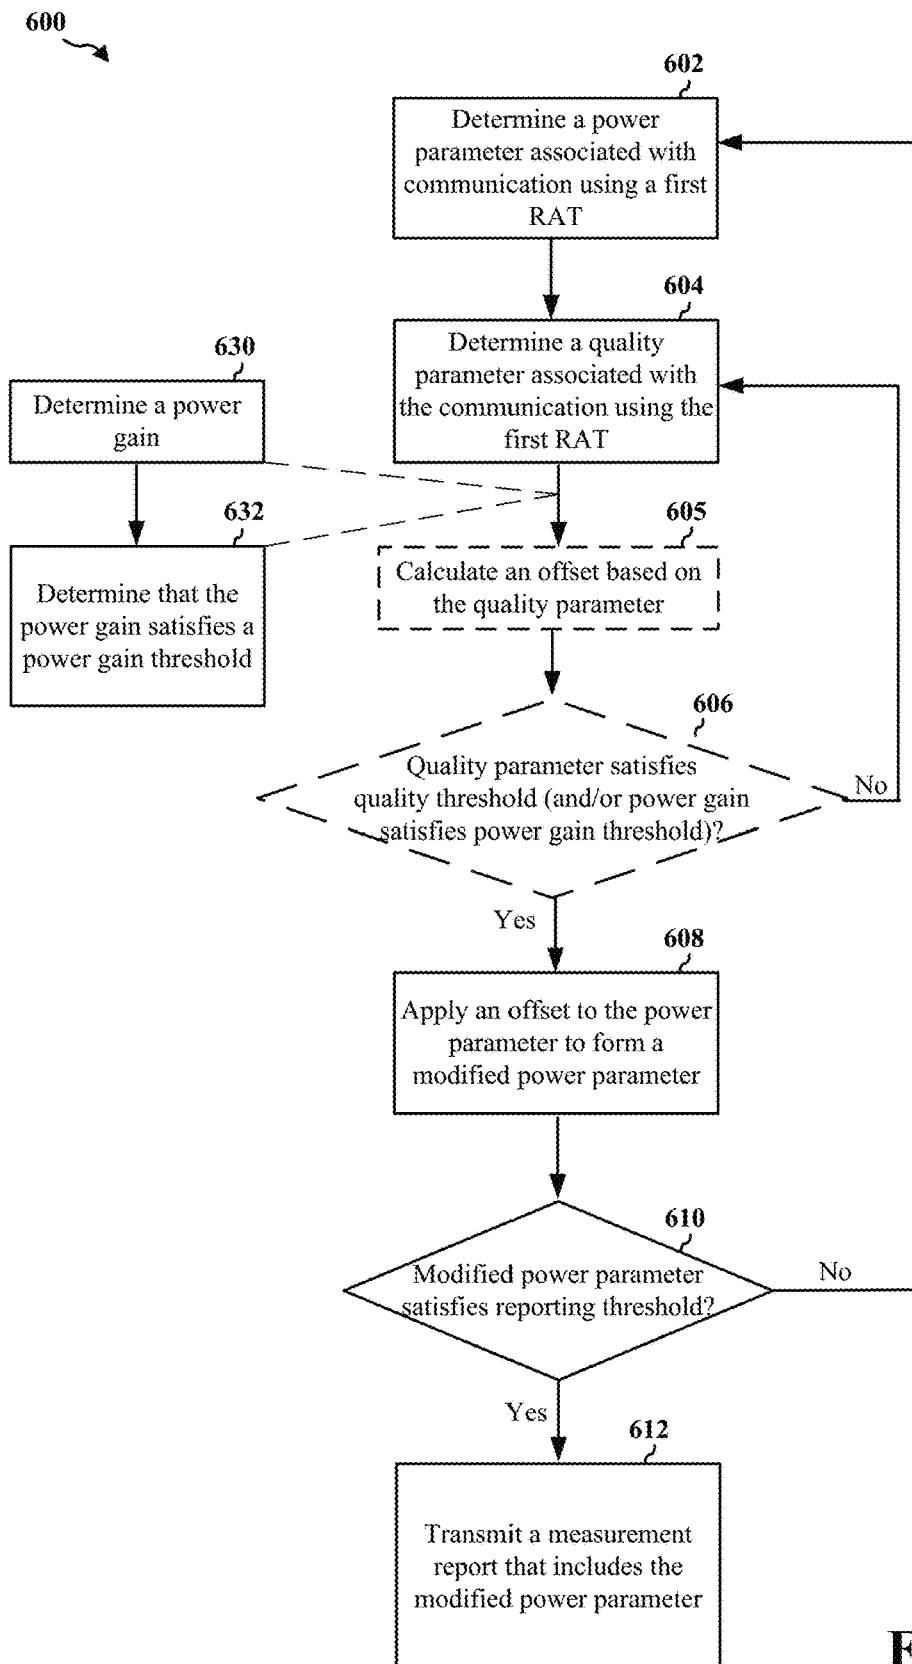 600
602
Determine a power
parameter associated with
communication using a first
RAT
604
Determine a quality
parameter associated with
the communication using the
first RAT
630
Determine a power
gain
632
Determine that the
power gain satisfies a
power gain threshold
605
Calculate an offset based on
the quality parameter
606
Quality parameter satisfies
quality threshold (and/or power gain
satisfies power gain threshold)?
No
Yes
608
Apply an offset to the power
parameter to form a
modified power parameter
610
Modified power parameter
satisfies reporting threshold?
No
Yes
612
Transmit a measurement
report that includes the
modified power parameter